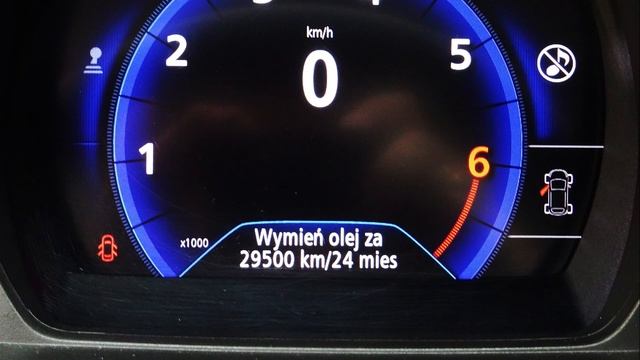 km/h
2
0
5
1
6
x1000
Wymień olej za
29500 km/24 mies